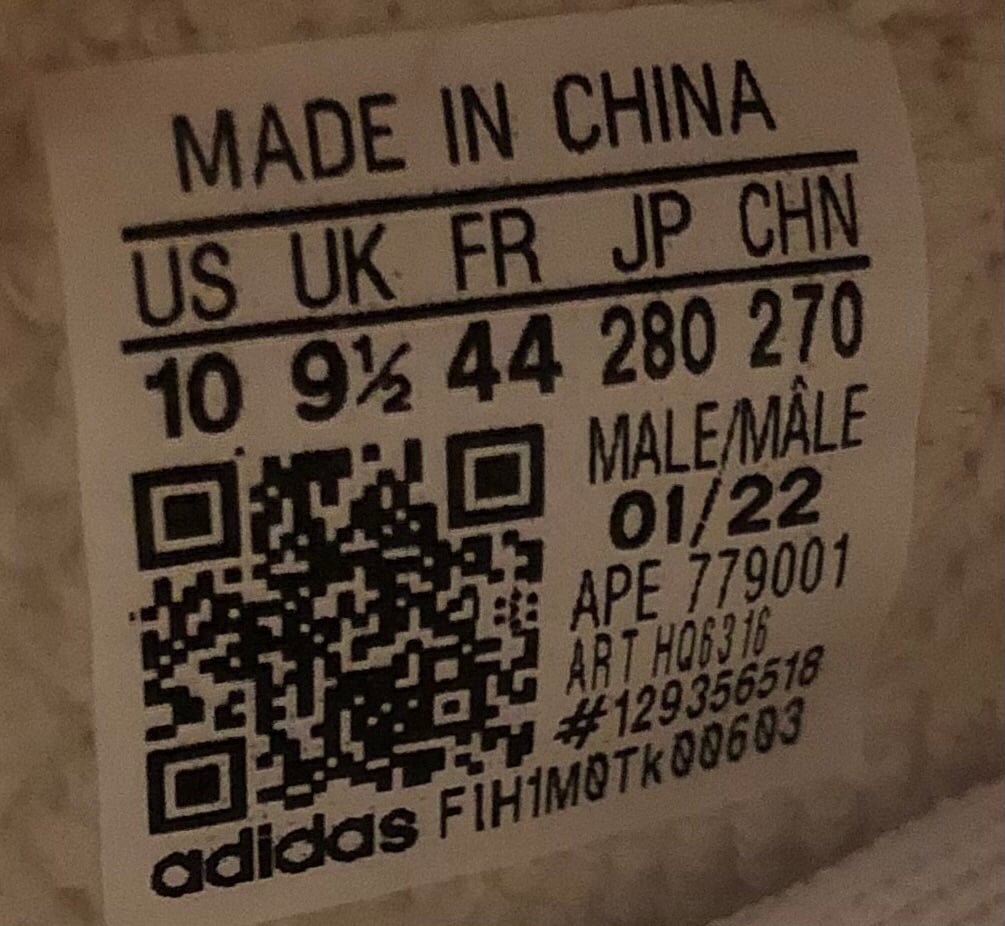 MADE IN CHINA
US UK FR JP CHN
10 9½ 44 280 270
MALE/MÂLE
01/22
APE 779001
ART HQ6316
#129356518
adidas FIH1M0Tk00603